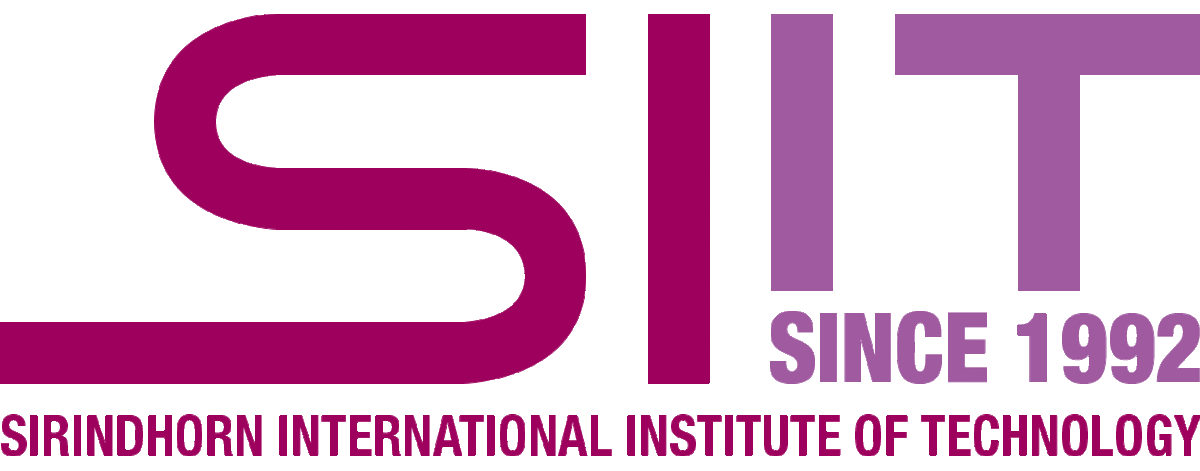 SIIT
SINCE 1992
SIRINDHORN INTERNATIONAL INSTITUTE OF TECHNOLOGY